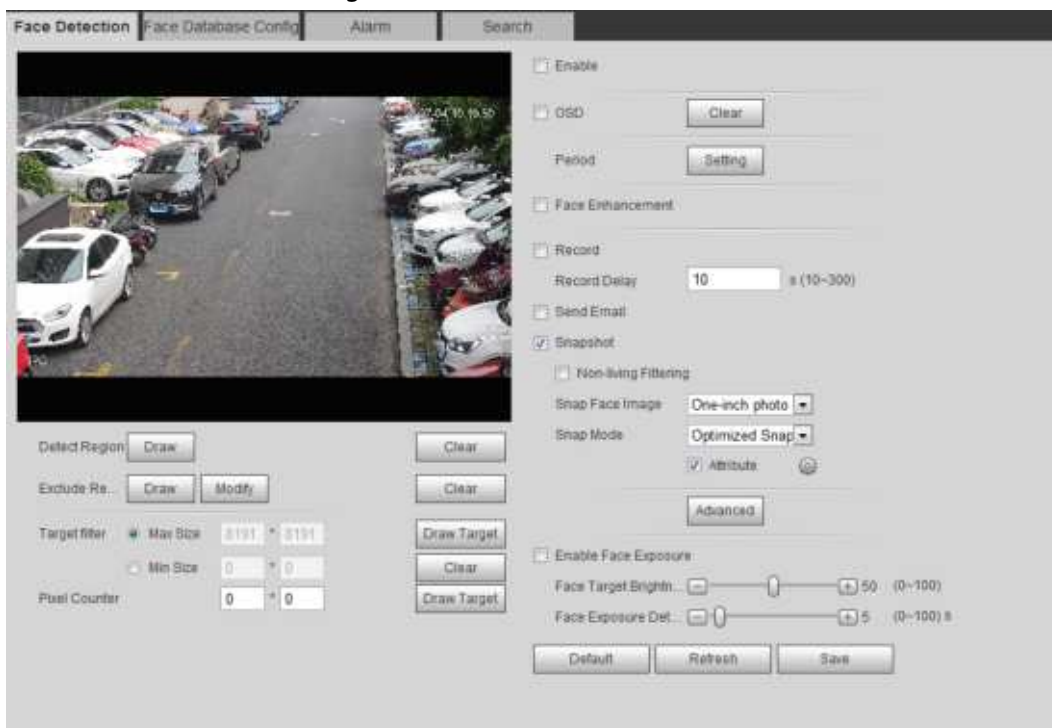 Face Detection Face Database Config Alarm Search
Enable
OSD Clear
Period Setting
Face Enhancement
Record
Record Delay 10 s (10~300)
Send Email
Snapshot
Non-living Filtering
Snap Face Image One-inch photo
Snap Mode Optimized Snap
Attribute
Advanced
Enable Face Exposure
Face Target Brightn... 50 (0~100)
Face Exposure Det... 5 (0~100) s
Default Refresh Save
Detect Region Draw Clear
Exclude Re... Draw Modify Clear
Target filter Max Size 8191 * 8191 Draw Target
Min Size 0 * 0 Clear
Pixel Counter 0 * 0 Draw Target